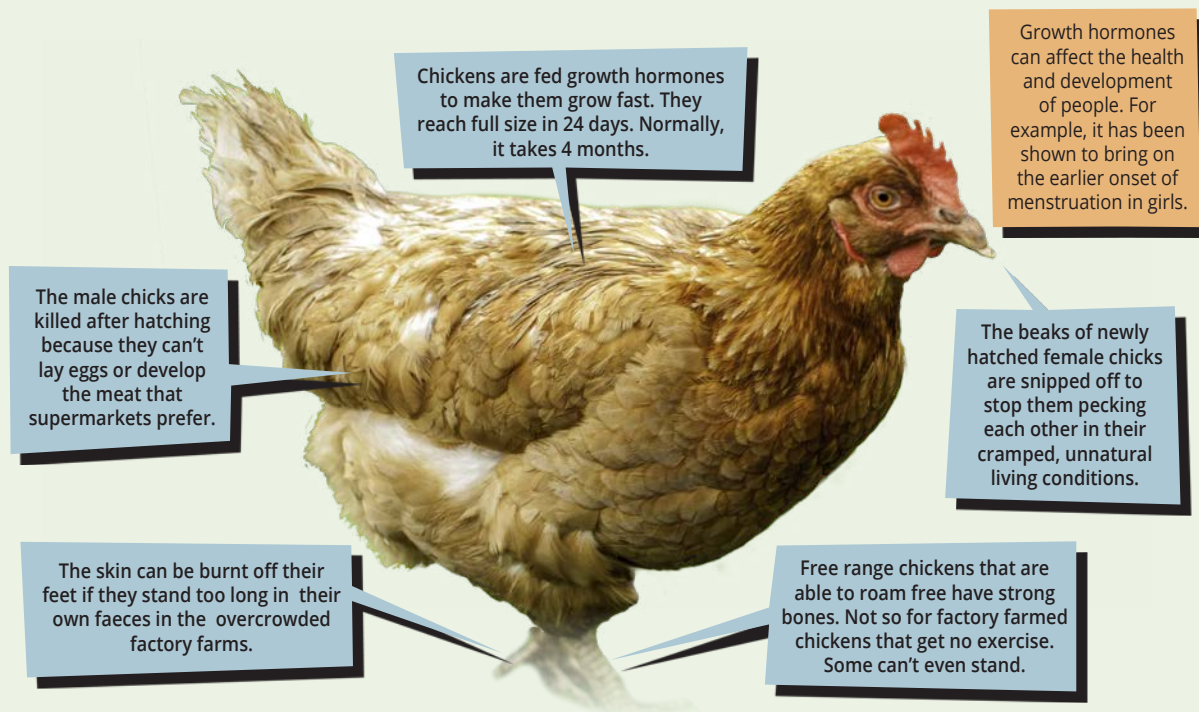 Chickens are fed growth hormones
to make them grow fast. They
reach full size in 24 days. Normally,
it takes 4 months.
Growth hormones
can affect the health
and development
of people. For
example, it has been
shown to bring on
the earlier onset of
menstruation in girls.
The male chicks are
killed after hatching
because they can't
lay eggs or develop
the meat that
supermarkets prefer.
The beaks of newly
hatched female chicks
are snipped off to
stop them pecking
each other in their
cramped, unnatural
living conditions.
The skin can be burnt off their
feet if they stand too long in their
own faeces in the overcrowded
factory farms.
Free range chickens that are
able to roam free have strong
bones. Not so for factory farmed
chickens that get no exercise.
Some can't even stand.